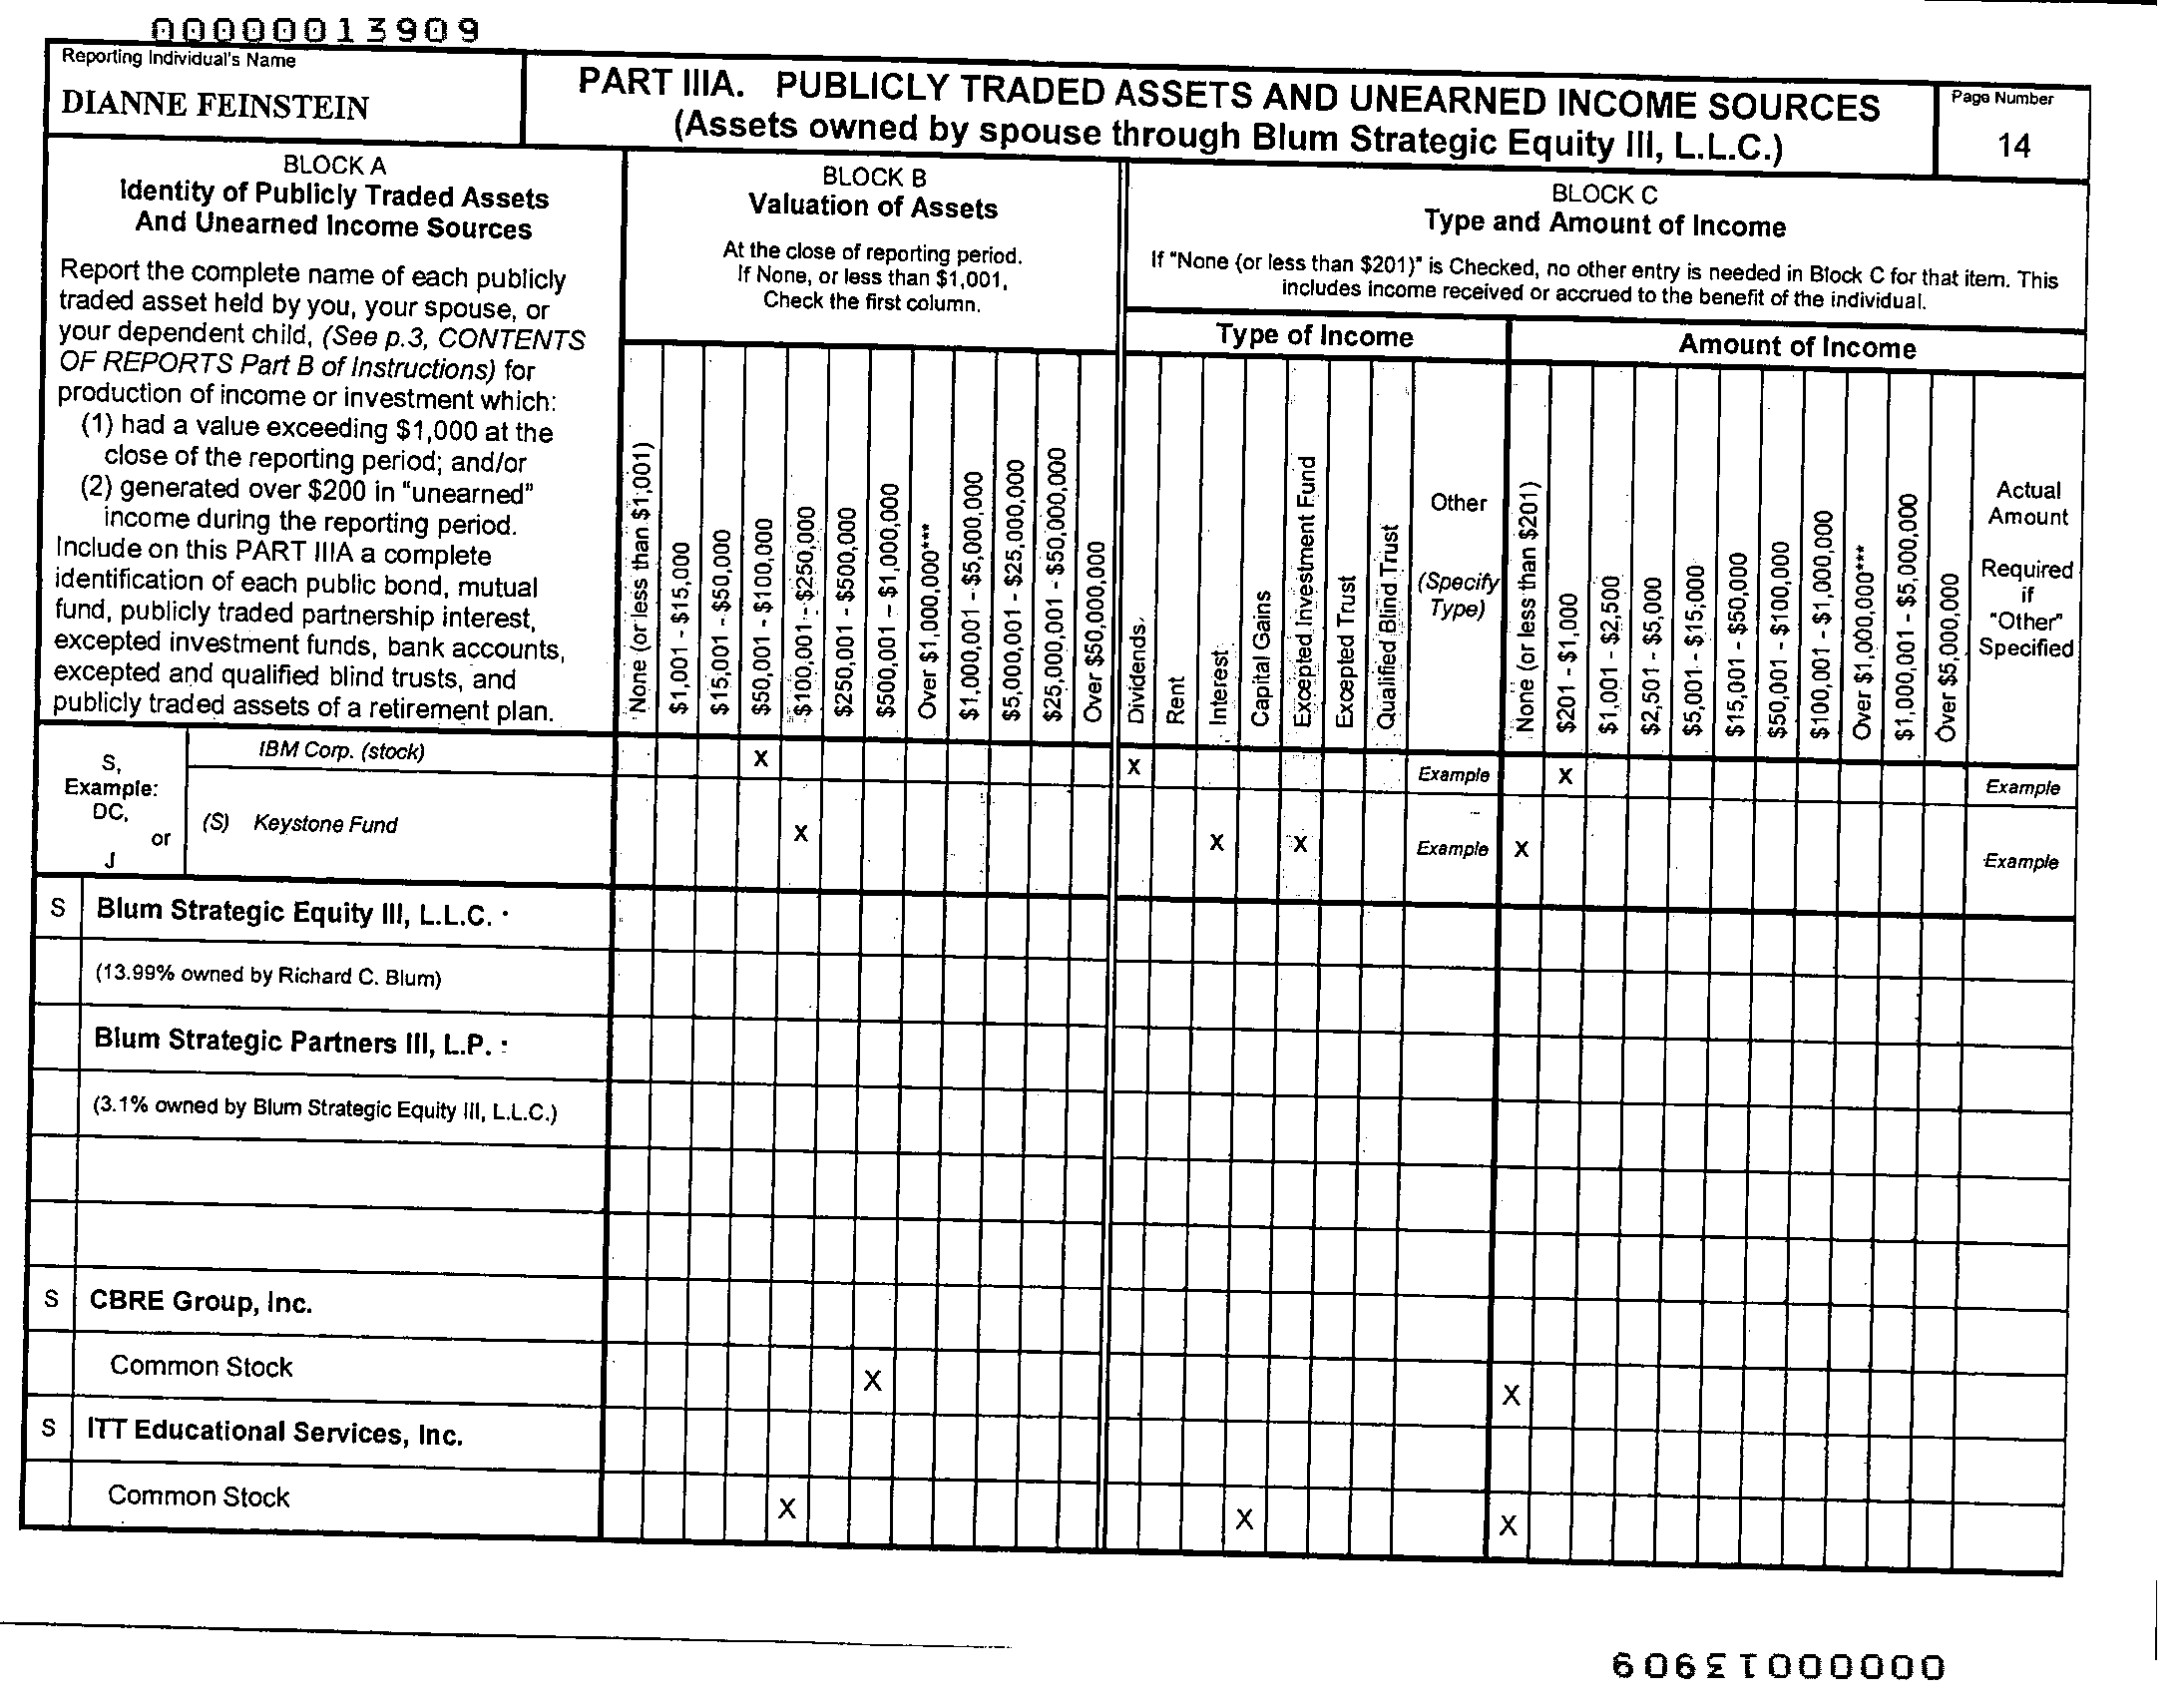 00000013909
Reporting Individual's Name
DIANNE FEINSTEIN
PART IIIA. PUBLICLY TRADED ASSETS AND UNEARNED INCOME SOURCES
(Assets owned by spouse through Blum Strategic Equity III, L.L.C.)
Page Number
14
BLOCK A
Identity of Publicly Traded Assets
And Unearned Income Sources
Report the complete name of each publicly
traded asset held by you, your spouse, or
your dependent child, (See p.3, CONTENTS
OF REPORTS Part B of Instructions) for
production of income or investment which:
(1) had a value exceeding $1,000 at the
close of the reporting period; and/or
(2) generated over $200 in "unearned"
income during the reporting period.
Include on this PART IIIA a complete
identification of each public bond, mutual
fund, publicly traded partnership interest,
excepted investment funds, bank accounts,
excepted and qualified blind trusts, and
publicly traded assets of a retirement plan.
BLOCK B
Valuation of Assets
At the close of reporting period.
If None, or less than $1,001,
Check the first column.
None (or less than $1,001)
$1,001 - $15,000
$15,001 - $50,000
$50,001 - $100,000
$100,001 - $250,000
$250,001 - $500,000
$500,001 - $1,000,000
Over $1,000,000***
$1,000,001 - $5,000,000
$5,000,001 - $25,000,000
$25,000,001 - $50,000,000
Over $50,000,000
BLOCK C
Type and Amount of Income
If "None (or less than $201)" is Checked, no other entry is needed in Block C for that item. This
includes income received or accrued to the benefit of the individual.
Type of Income
Dividends
Rent
Interest
Capital Gains
Excepted Investment Fund
Excepted Trust
Qualified Blind Trust
Other
(Specify
Type)
Amount of Income
None (or less than $201)
$201 - $1,000
$1,001 - $2,500
$2,501 - $5,000
$5,001 - $15,000
$15,001 - $50,000
$50,001 - $100,000
$100,001 - $1,000,000
Over $1,000,000***
$1,000,001 - $5,000,000
Over $5,000,000
Actual
Amount
Required
if
"Other"
Specified
S,
Example:
DC,
or
J
IBM Corp. (stock) X X Example X Example
(S) Keystone Fund X X X Example X Example
S Blum Strategic Equity III, L.L.C.
(13.99% owned by Richard C. Blum)
Blum Strategic Partners III, L.P. :
(3.1% owned by Blum Strategic Equity III, L.L.C.)
S CBRE Group, Inc.
Common Stock X X
S ITT Educational Services, Inc.
Common Stock X X X
00000013909